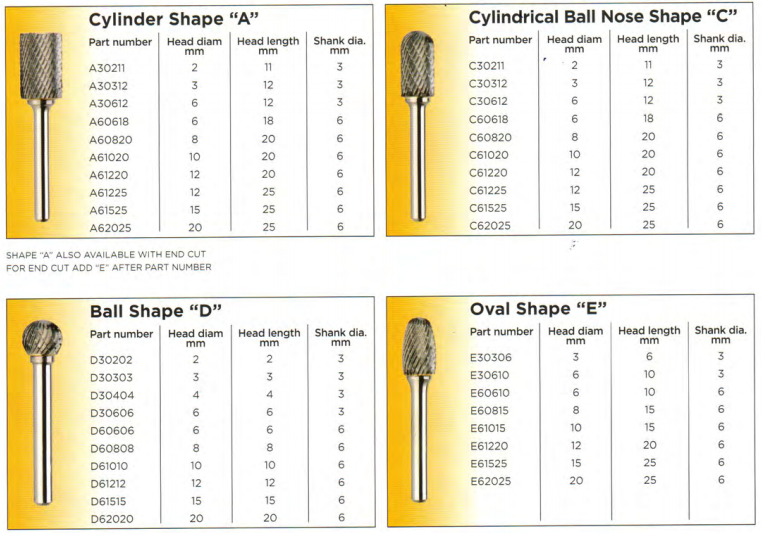 Cylinder Shape “A”
Part number Head diam mm Head length mm Shank dia. mm
A30211 2 11 3
A30312 3 12 3
A30612 6 12 3
A60618 6 18 6
A60820 8 20 6
A61020 10 20 6
A61220 12 20 6
A61225 12 25 6
A61525 15 25 6
A62025 20 25 6
SHAPE “A” ALSO AVAILABLE WITH END CUT
FOR END CUT ADD “E” AFTER PART NUMBER
Cylindrical Ball Nose Shape “C”
Part number Head diam mm Head length mm Shank dia. mm
C30211 2 11 3
C30312 3 12 3
C30612 6 12 3
C60618 6 18 6
C60820 8 20 6
C61020 10 20 6
C61220 12 20 6
C61225 12 25 6
C61525 15 25 6
C62025 20 25 6
Ball Shape “D”
Part number Head diam mm Head length mm Shank dia. mm
D30202 2 2 3
D30303 3 3 3
D30404 4 4 3
D30606 6 6 3
D60606 6 6 6
D60808 8 8 6
D61010 10 10 6
D61212 12 12 6
D61515 15 15 6
D62020 20 20 6
Oval Shape “E”
Part number Head diam mm Head length mm Shank dia. mm
E30306 3 6 3
E30610 6 10 3
E60610 6 10 6
E60815 8 15 6
E61015 10 15 6
E61220 12 20 6
E61525 15 25 6
E62025 20 25 6